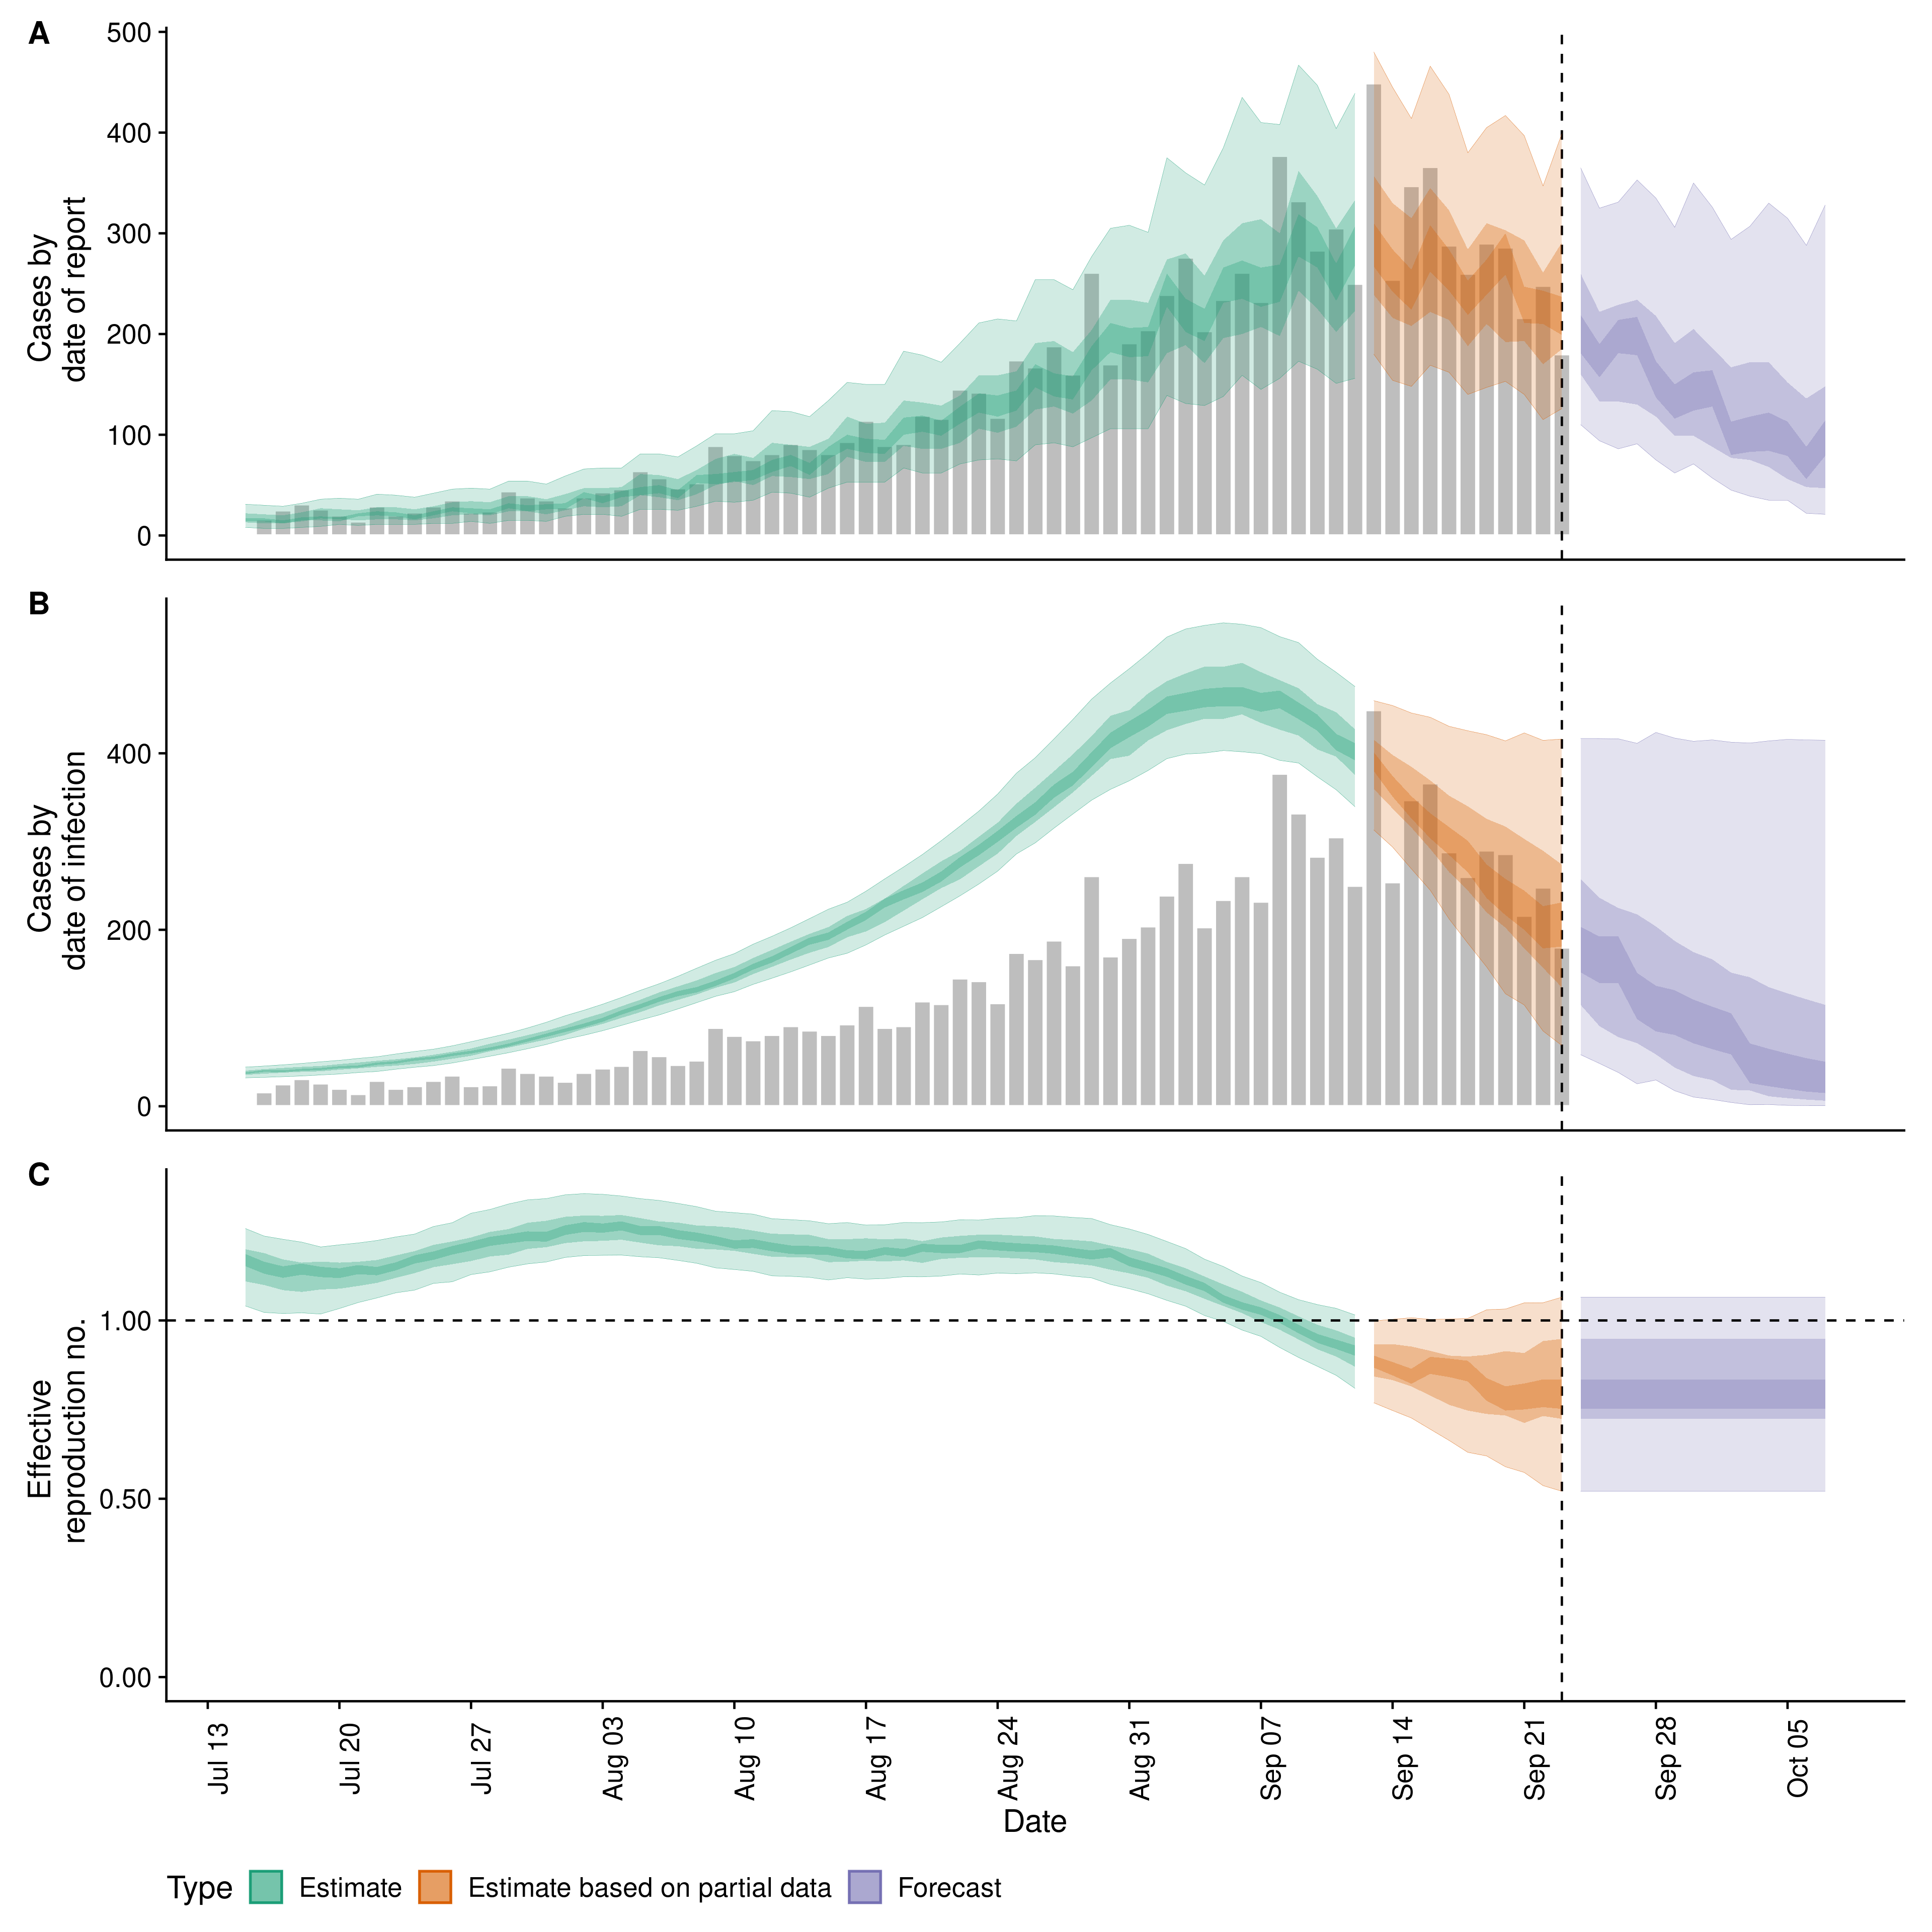 A
500
400
300
200
100
0
Cases by
date of report
B
400
200
0
Cases by
date of infection
C
1.00
0.50
0.00
Effective
reproduction no.
Jul 13
Jul 20
Jul 27
Aug 03
Aug 10
Aug 17
Aug 24
Aug 31
Sep 07
Sep 14
Sep 21
Sep 28
Oct 05
Date
Type Estimate Estimate based on partial data Forecast